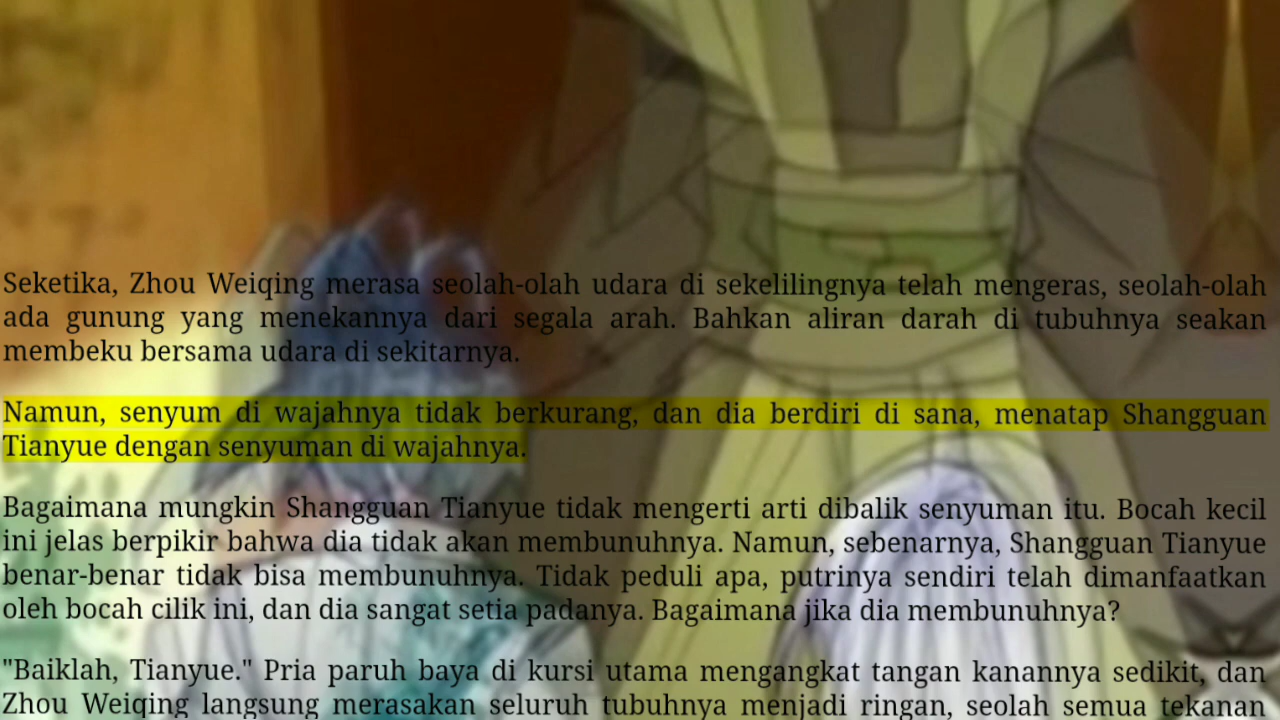 Seketika, Zhou Weiqing merasa seolah-olah udara di sekelilingnya telah mengeras, seolah-olah
ada gunung yang menekannya dari segala arah. Bahkan aliran darah di tubuhnya seakan
membeku bersama udara di sekitarnya.
Namun, senyum di wajahnya tidak berkurang, dan dia berdiri di sana, menatap Shangguan
Tianyue dengan senyuman di wajahnya.
Bagaimana mungkin Shangguan Tianyue tidak mengerti arti dibalik senyuman itu. Bocah kecil
ini jelas berpikir bahwa dia tidak akan membunuhnya. Namun, sebenarnya, Shangguan Tianyue
benar-benar tidak bisa membunuhnya. Tidak peduli apa, putrinya sendiri telah dimanfaatkan
oleh bocah cilik ini, dan dia sangat setia padanya. Bagaimana jika dia membunuhnya?
"Baiklah, Tianyue." Pria paruh baya di kursi utama mengangkat tangan kanannya sedikit, dan
Zhou Weiqing langsung merasakan seluruh tubuhnya menjadi ringan, seolah semua tekanan